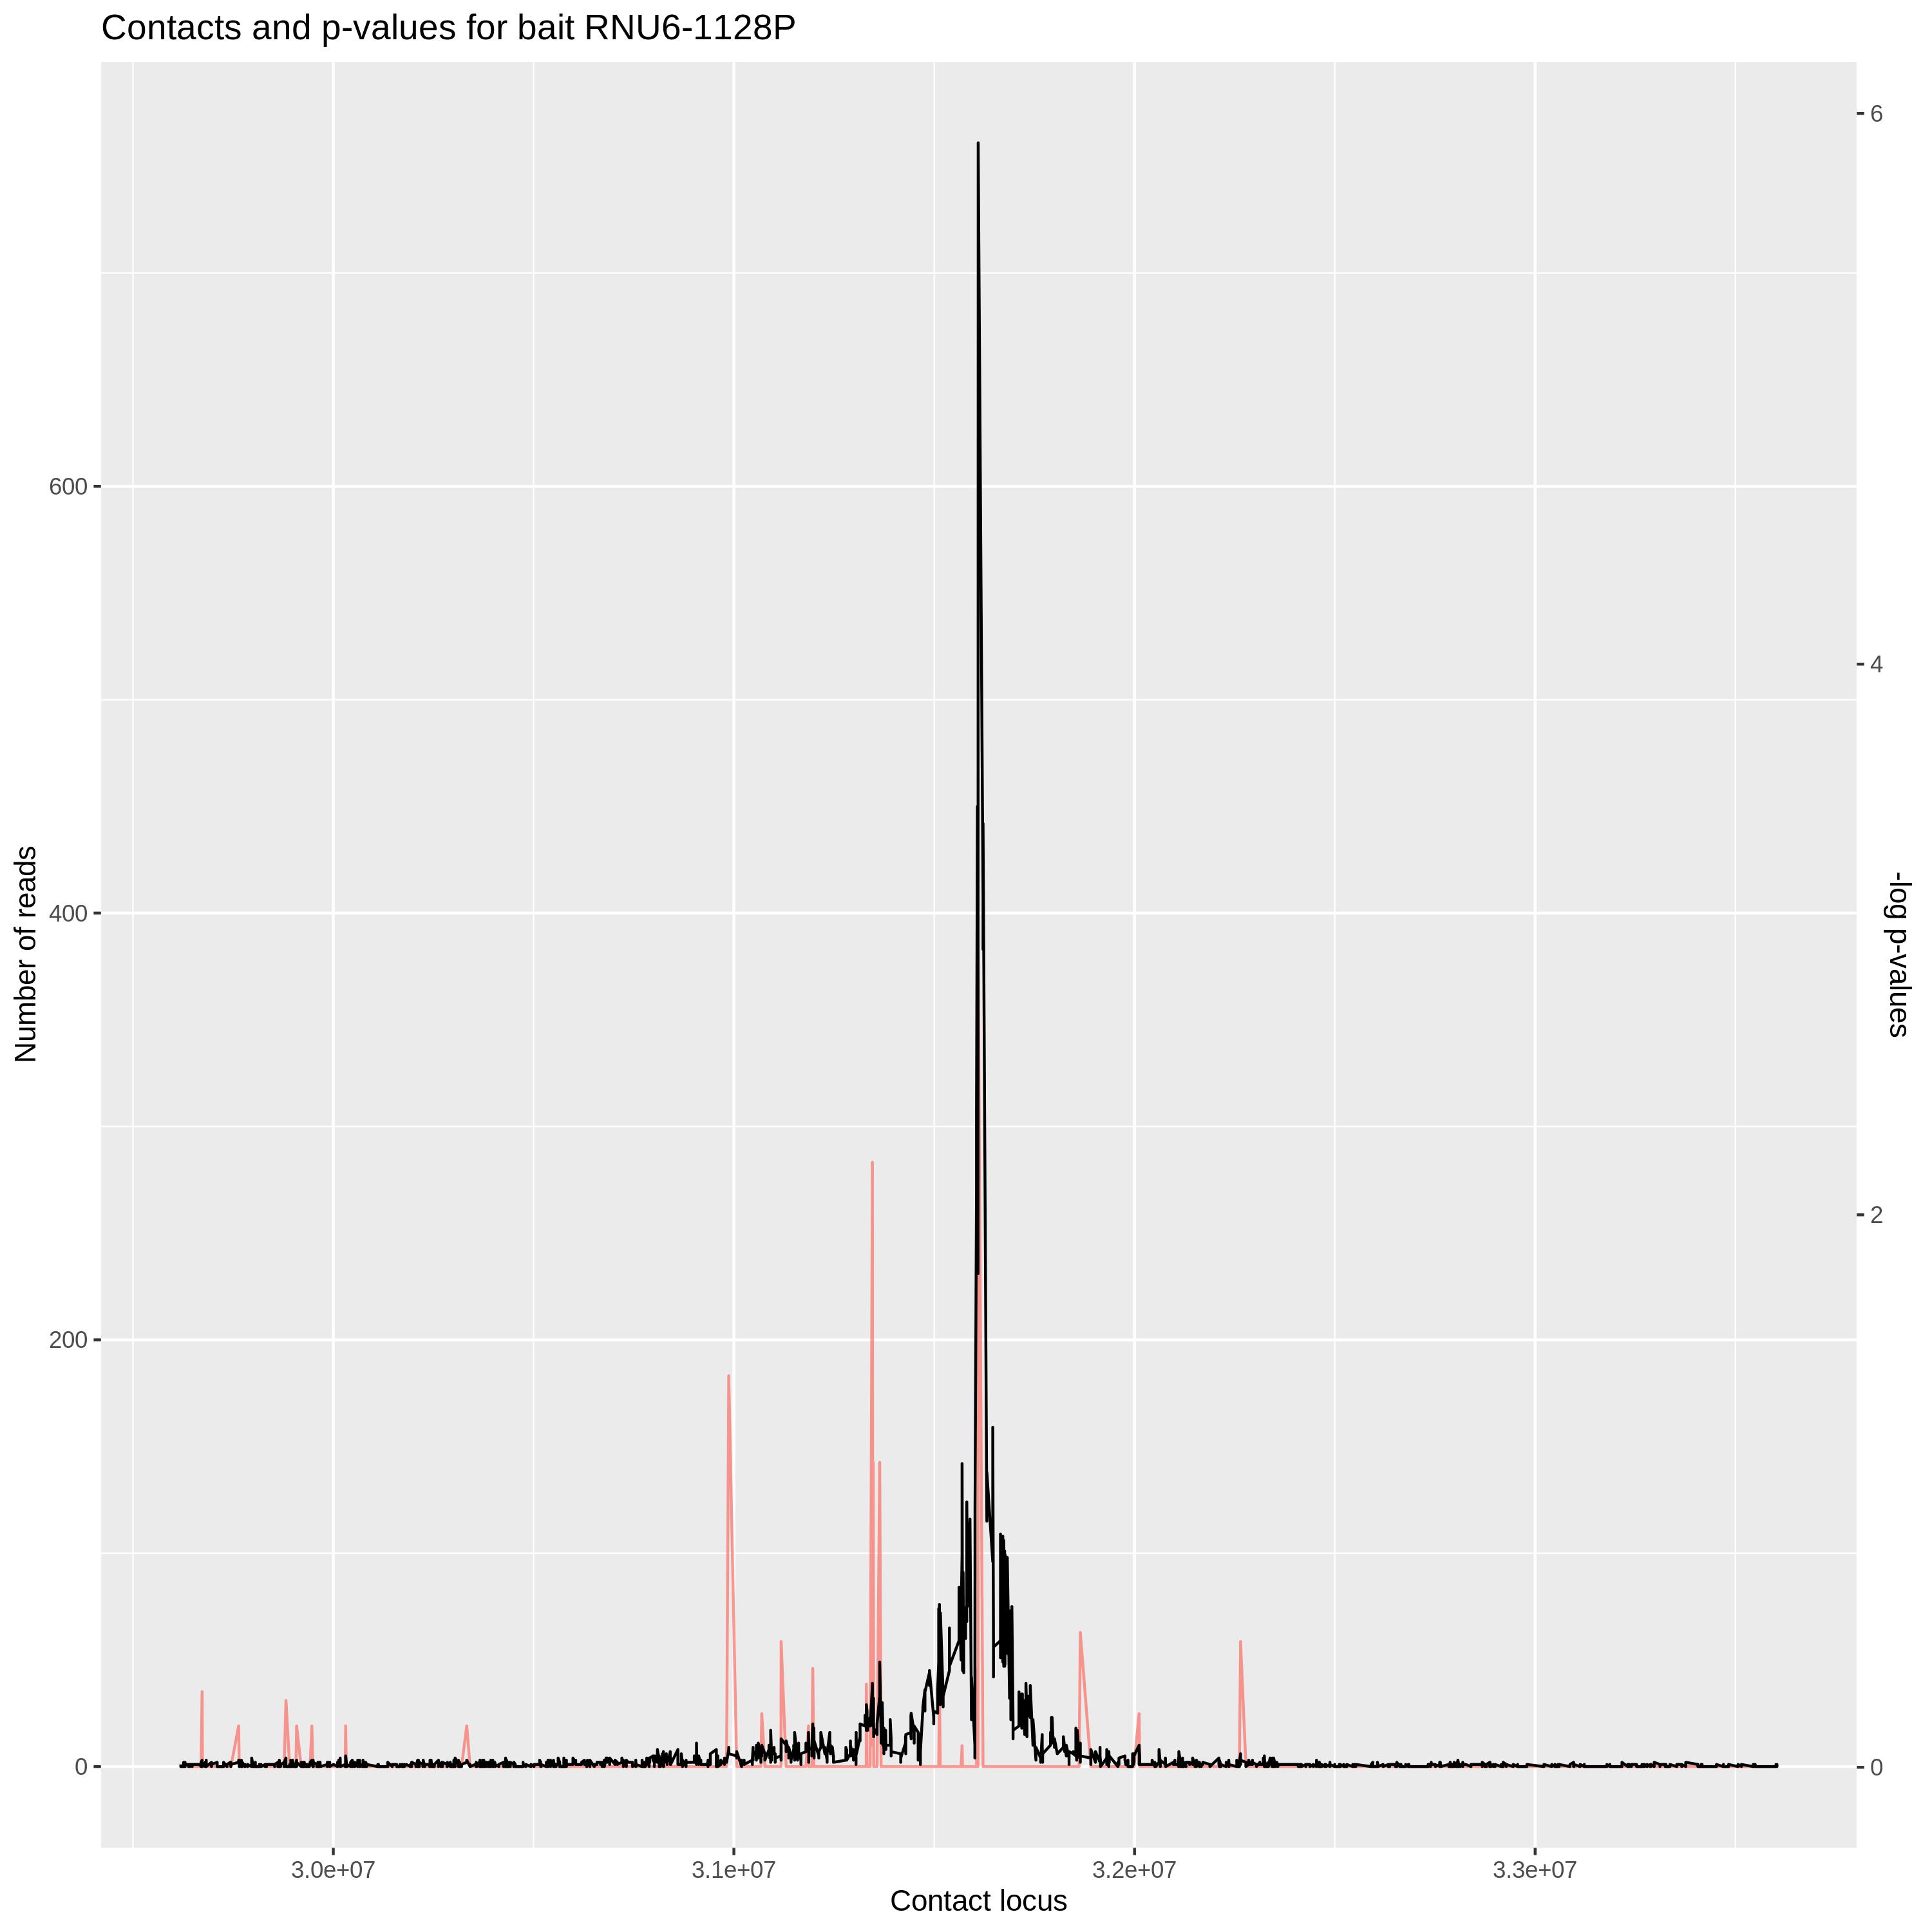 Contacts and p-values for bait RNU6-1128P
6
600
4
Number of reads
400
-log p-values
2
200
0
0
3.0e+07
3.1e+07
3.2e+07
3.3e+07
Contact locus